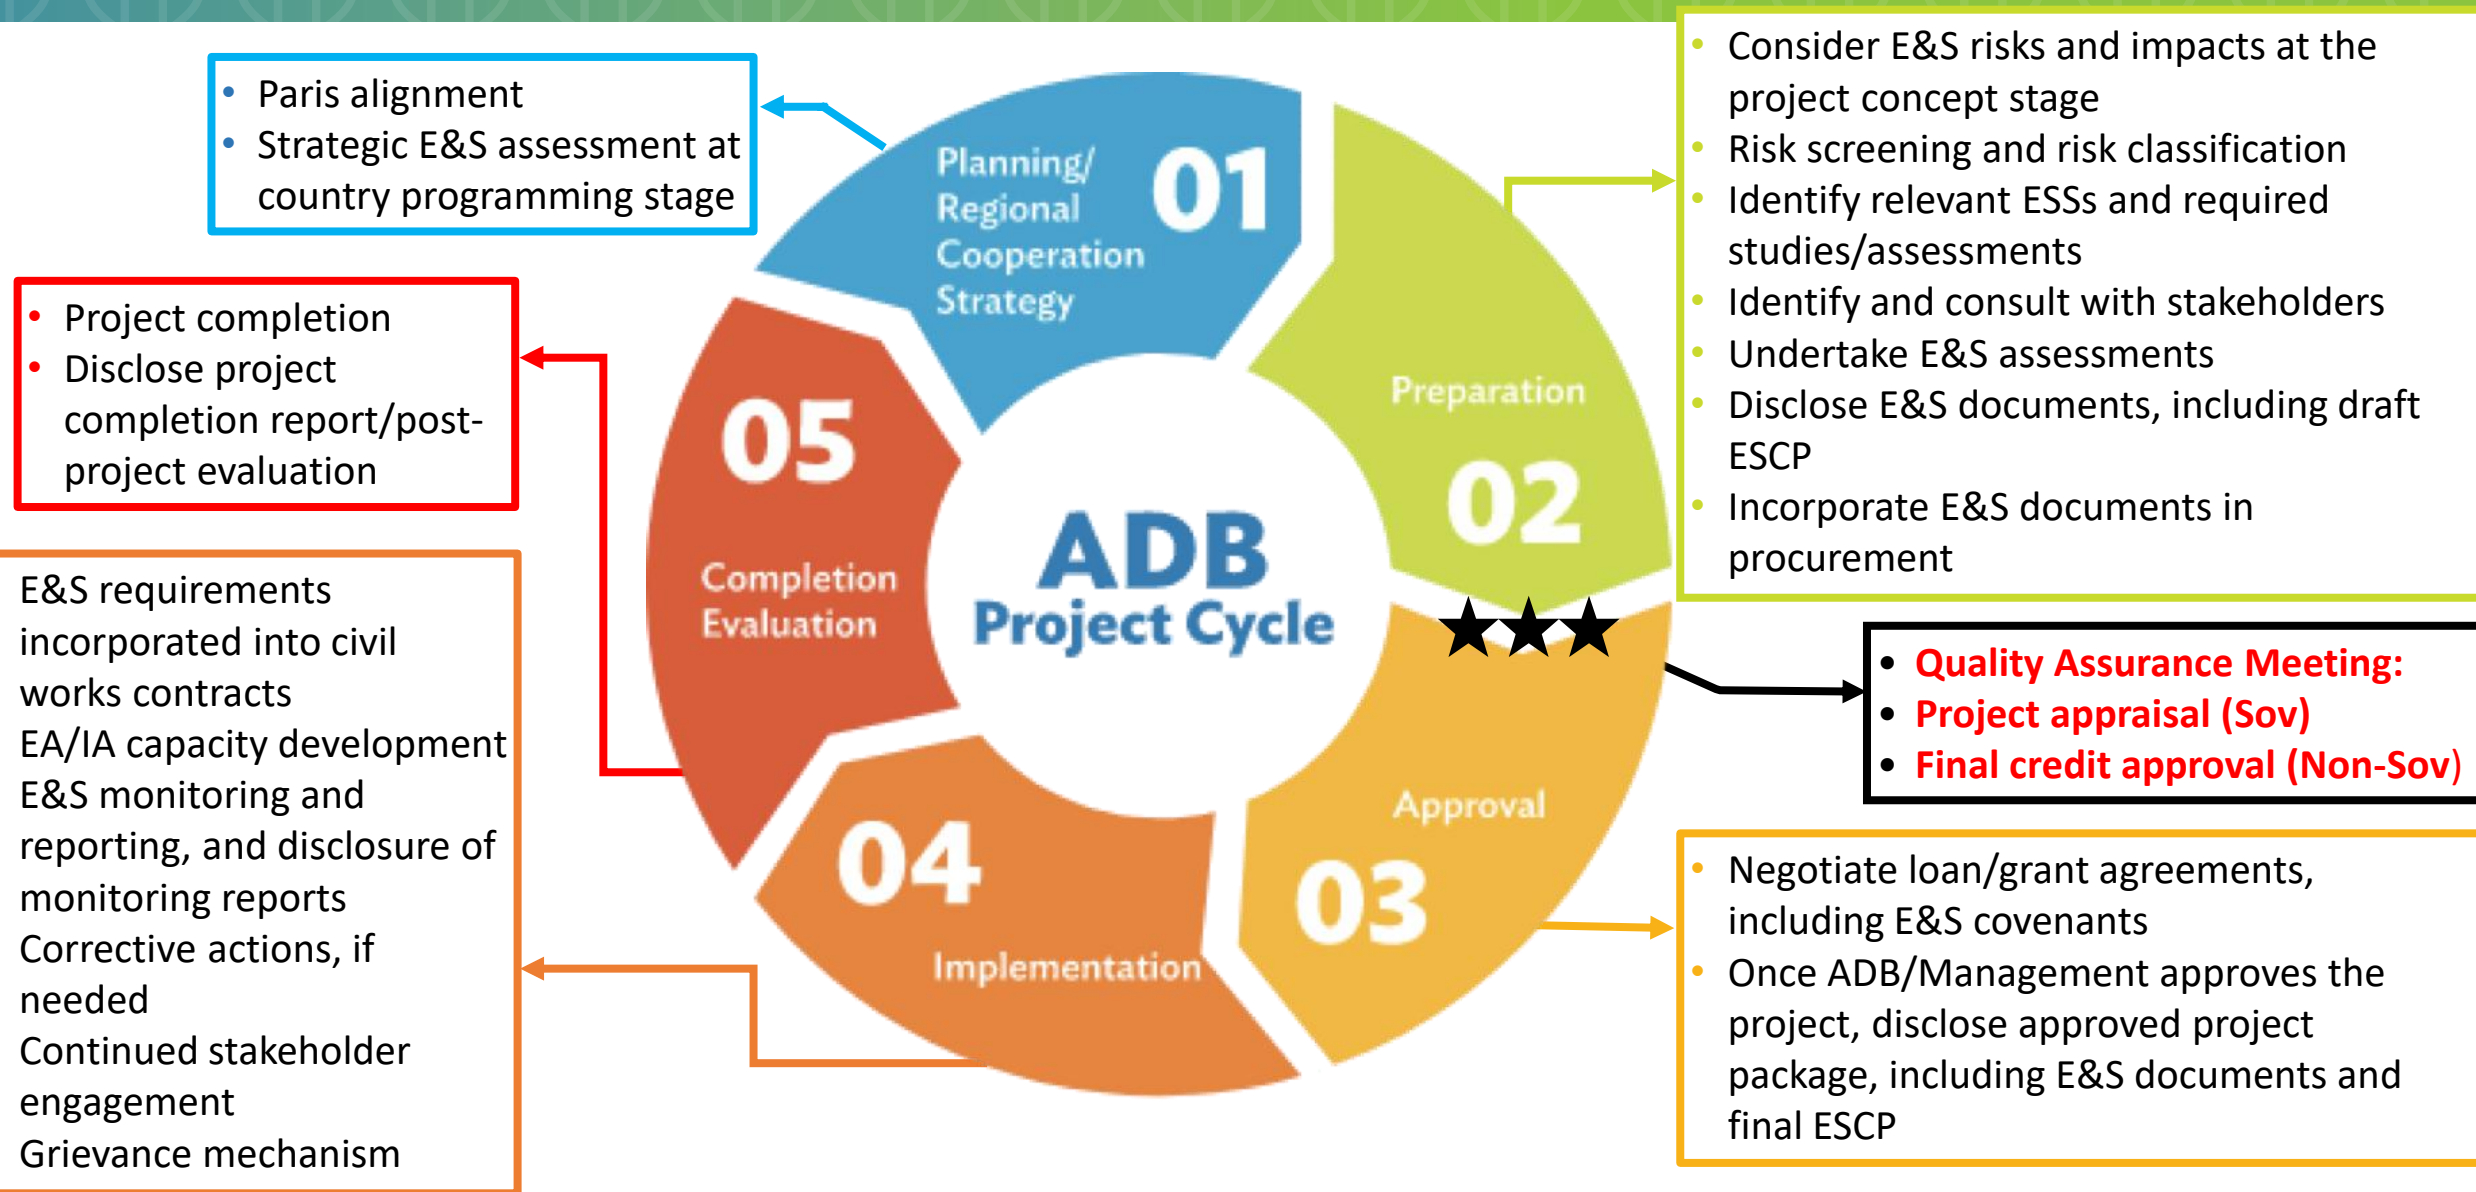 • Paris alignment
• Strategic E&S assessment at
country programming stage
Planning/
Regional
Cooperation
Strategy
01
• Consider E&S risks and impacts at the
project concept stage
• Risk screening and risk classification
• Identify relevant ESSs and required
studies/assessments
• Identify and consult with stakeholders
• Undertake E&S assessments
• Disclose E&S documents, including draft
ESCP
• Incorporate E&S documents in
procurement
Preparation
02
• Quality Assurance Meeting:
• Project appraisal (Sov)
• Final credit approval (Non-Sov)
Approval
03
• Negotiate loan/grant agreements,
including E&S covenants
• Once ADB/Management approves the
project, disclose approved project
package, including E&S documents and
final ESCP
04
Implementation
E&S requirements
incorporated into civil
works contracts
EA/IA capacity development
E&S monitoring and
reporting, and disclosure of
monitoring reports
Corrective actions, if
needed
Continued stakeholder
engagement
Grievance mechanism
05
Completion
Evaluation
• Project completion
• Disclose project
completion report/post-
project evaluation
ADB
Project Cycle